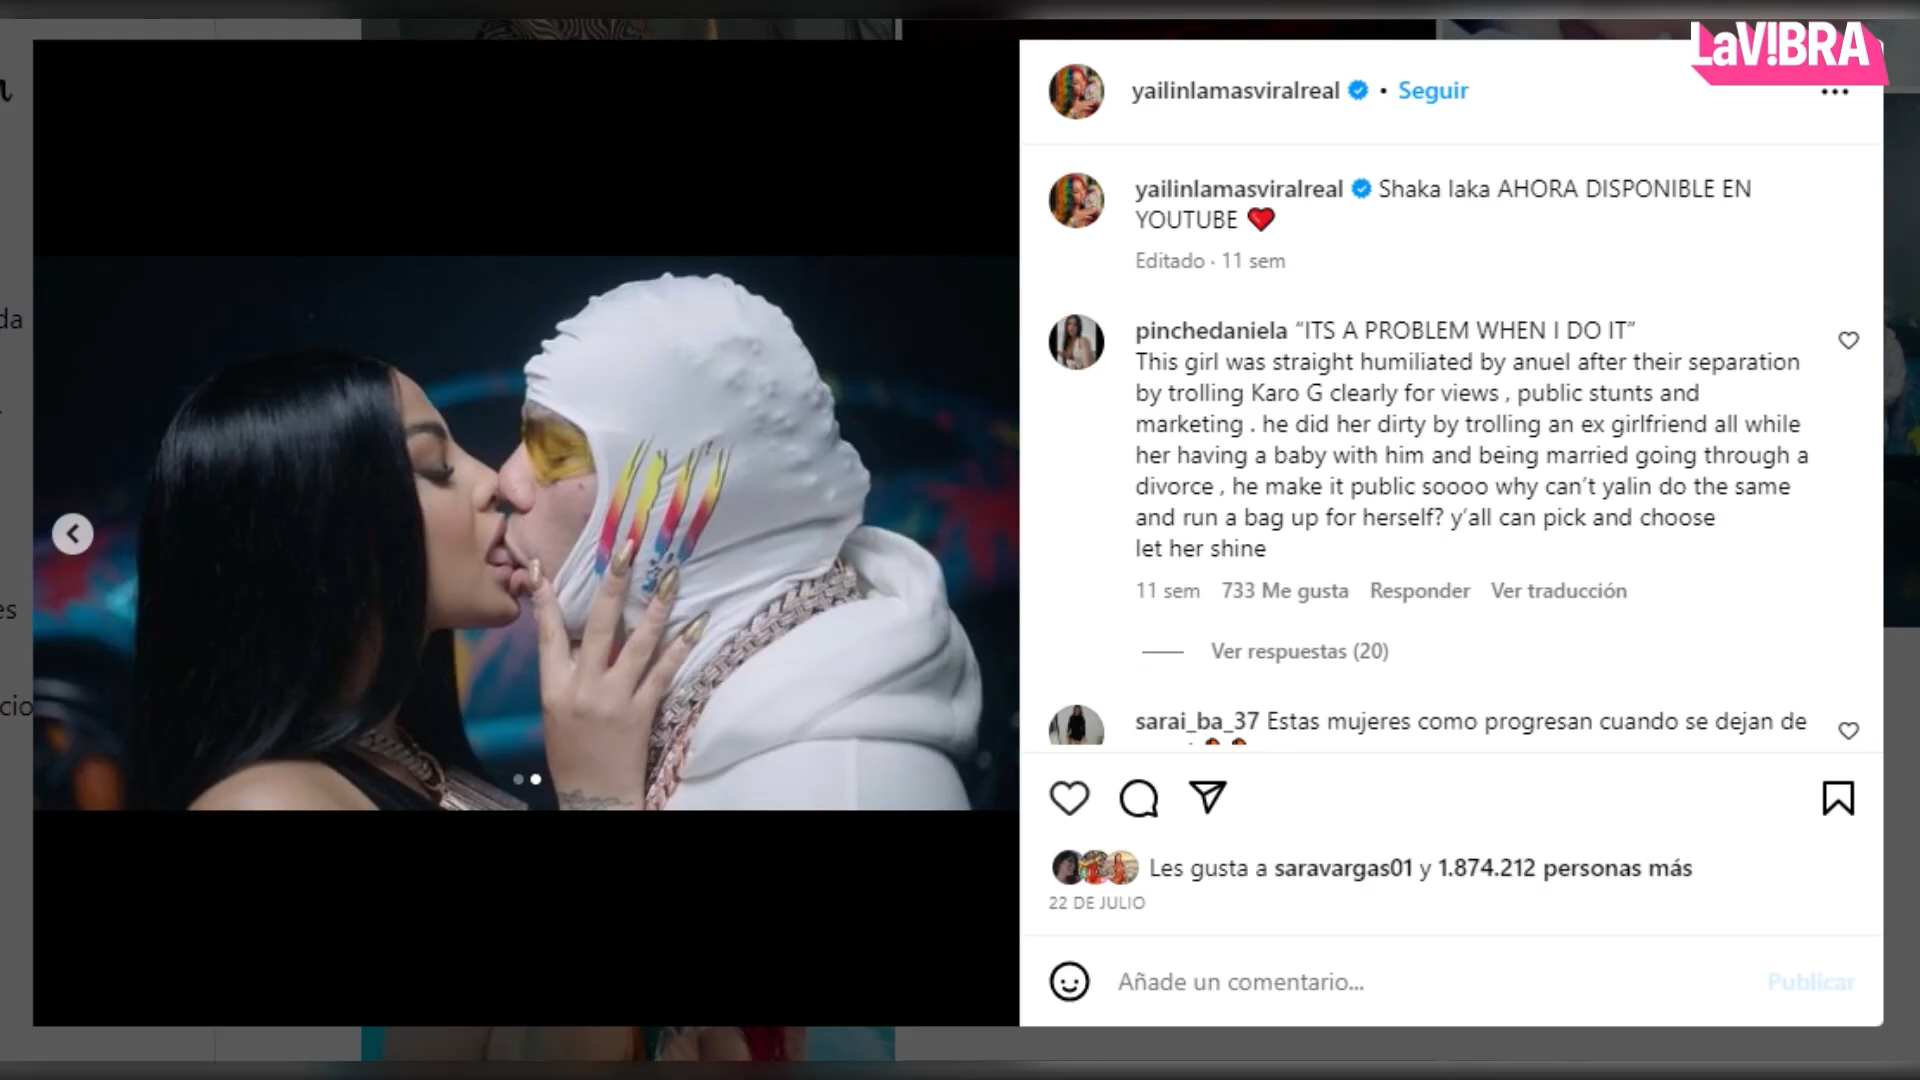 LaV!BRA
yailinlamasviralreal • Seguir
yailinlamasviralreal Shaka laka AHORA DISPONIBLE EN
YOUTUBE ❤️
Editado · 11 sem
da
pinchedaniela “ITS A PROBLEM WHEN I DO IT”
This girl was straight humiliated by anuel after their separation
by trolling Karo G clearly for views , public stunts and
marketing . he did her dirty by trolling an ex girlfriend all while
her having a baby with him and being married going through a
divorce , he make it public soooo why can’t yalin do the same
and run a bag up for herself? y’all can pick and choose
let her shine
11 sem 733 Me gusta Responder Ver traducción
es
Ver respuestas (20)
cio
sarai_ba_37 Estas mujeres como progresan cuando se dejan de
Les gusta a saravargas01 y 1.874.212 personas más
22 DE JULIO
Añade un comentario...
Publicar